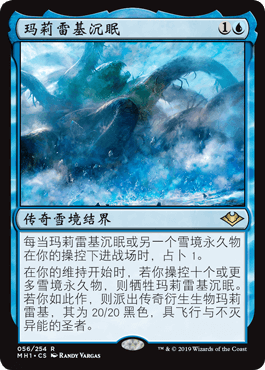 玛莉雷基沉眠 1
传奇雪境结界
每当玛莉雷基沉眠或另一个雪境永久物
在你的操控下进战场时，占卜 1。
在你的维持开始时，若你操控十个或更
多雪境永久物，则牺牲玛莉雷基沉眠。
若你如此作，则派出传奇衍生生物玛莉
雷基，其为 20/20 黑色，具飞行与不灭
异能的圣者。
056/254 R
MH1 • CS RANDY VARGAS
™ & © 2019 Wizards of the Coast